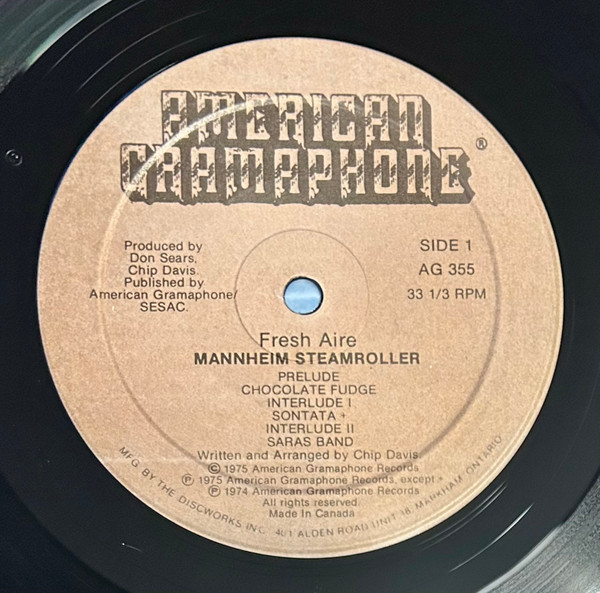 AMERICAN
GRAMAPHONE ®
Produced by
Don Sears,
Chip Davis.
Published by
American Gramaphone/
SESAC.
SIDE 1
AG 355
33 1/3 RPM
Fresh Aire
MANNHEIM STEAMROLLER
PRELUDE
CHOCOLATE FUDGE
INTERLUDE I
SONTATA +
INTERLUDE II
SARAS BAND
Written and Arranged by Chip Davis.
© 1975 American Gramaphone Records
℗ 1975 American Gramaphone Records, except +
℗ 1974 American Gramaphone Records
All rights reserved.
Made In Canada
MFG. BY THE DISCWORKS INC. 401 ALDEN ROAD UNIT 18, MARKHAM, ONTARIO